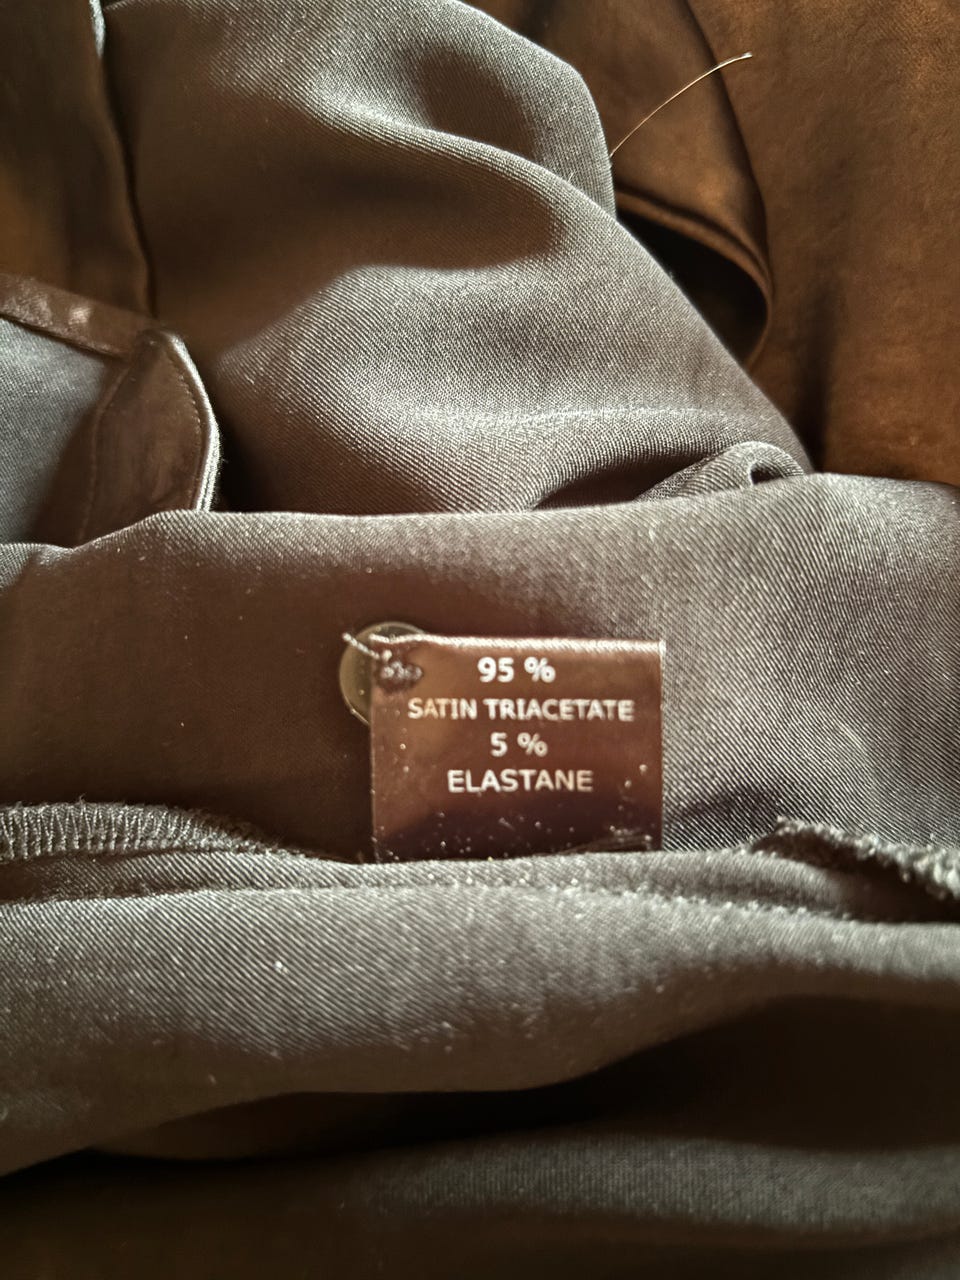 95 %
SATIN TRIACETATE
5 %
ELASTANE